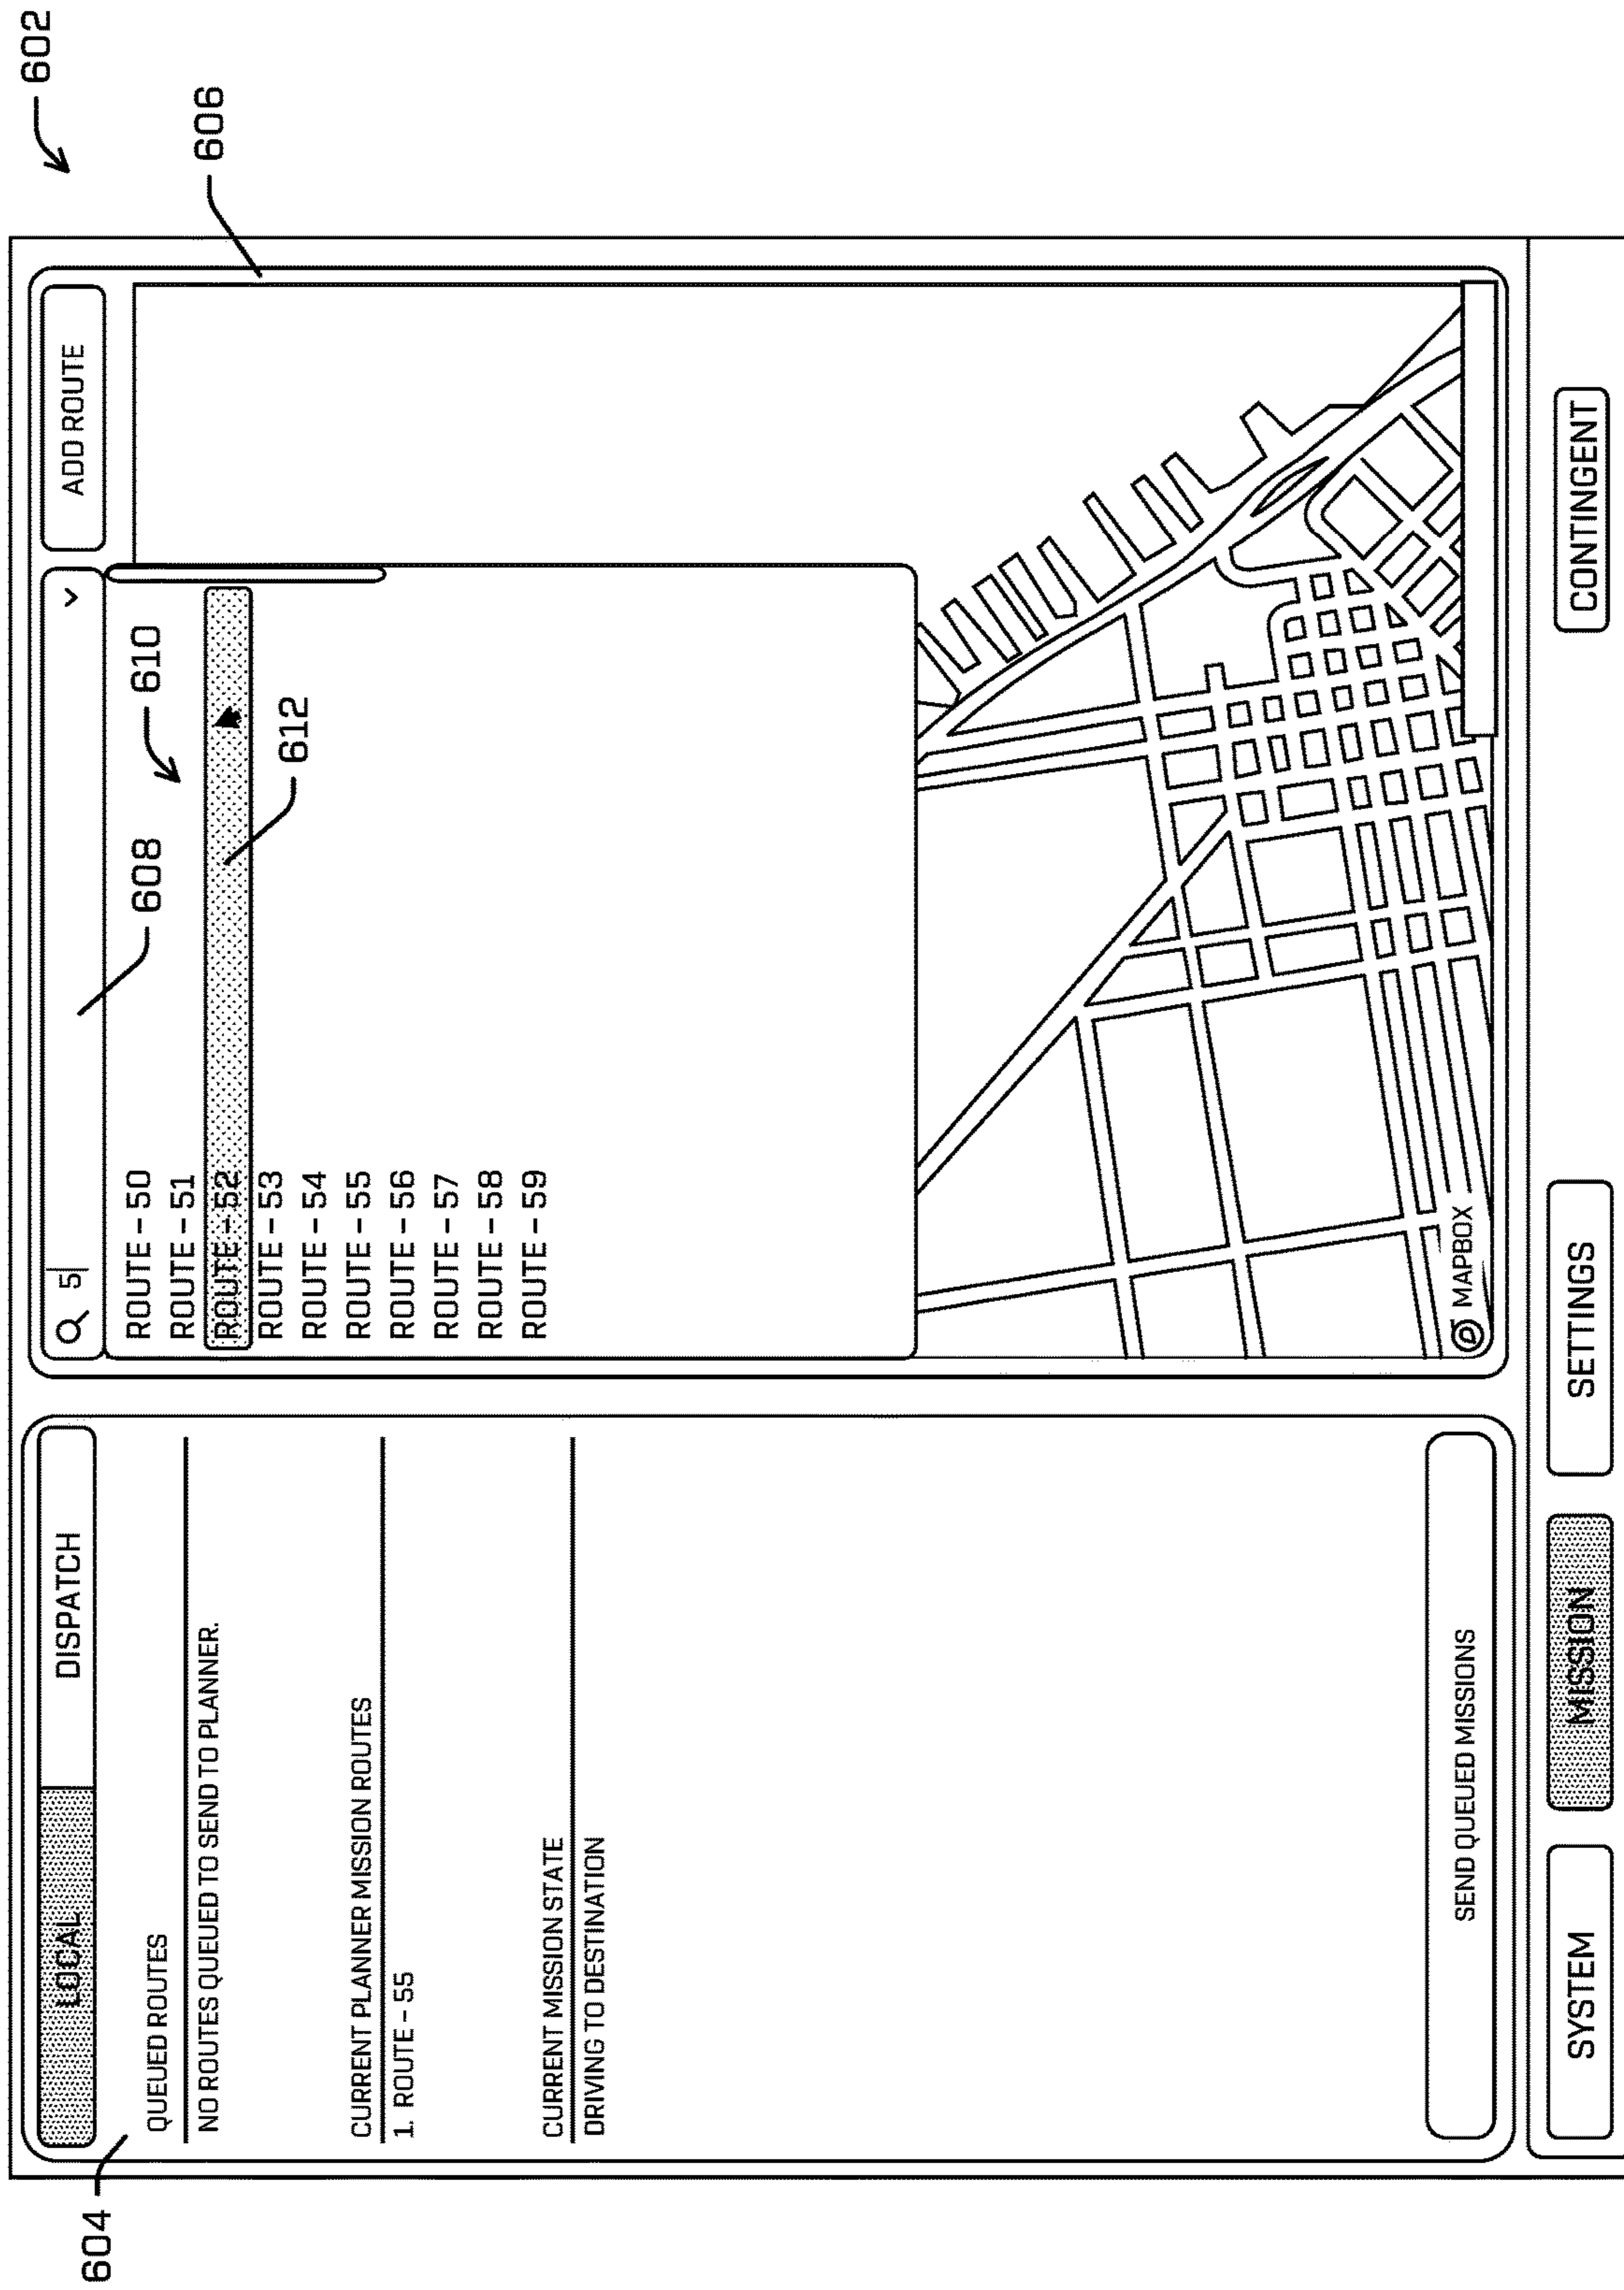 602
604
606
LOCAL
DISPATCH
QUEUED ROUTES
NO ROUTES QUEUED TO SEND TO PLANNER.
CURRENT PLANNER MISSION ROUTES
1. ROUTE – 55
CURRENT MISSION STATE
DRIVING TO DESTINATION
SEND QUEUED MISSIONS
5
ADD ROUTE
608
610
612
ROUTE – 50
ROUTE – 51
ROUTE – 52
ROUTE – 53
ROUTE – 54
ROUTE – 55
ROUTE – 56
ROUTE – 57
ROUTE – 58
ROUTE – 59
MAPBOX
SYSTEM
MISSION
SETTINGS
CONTINGENT